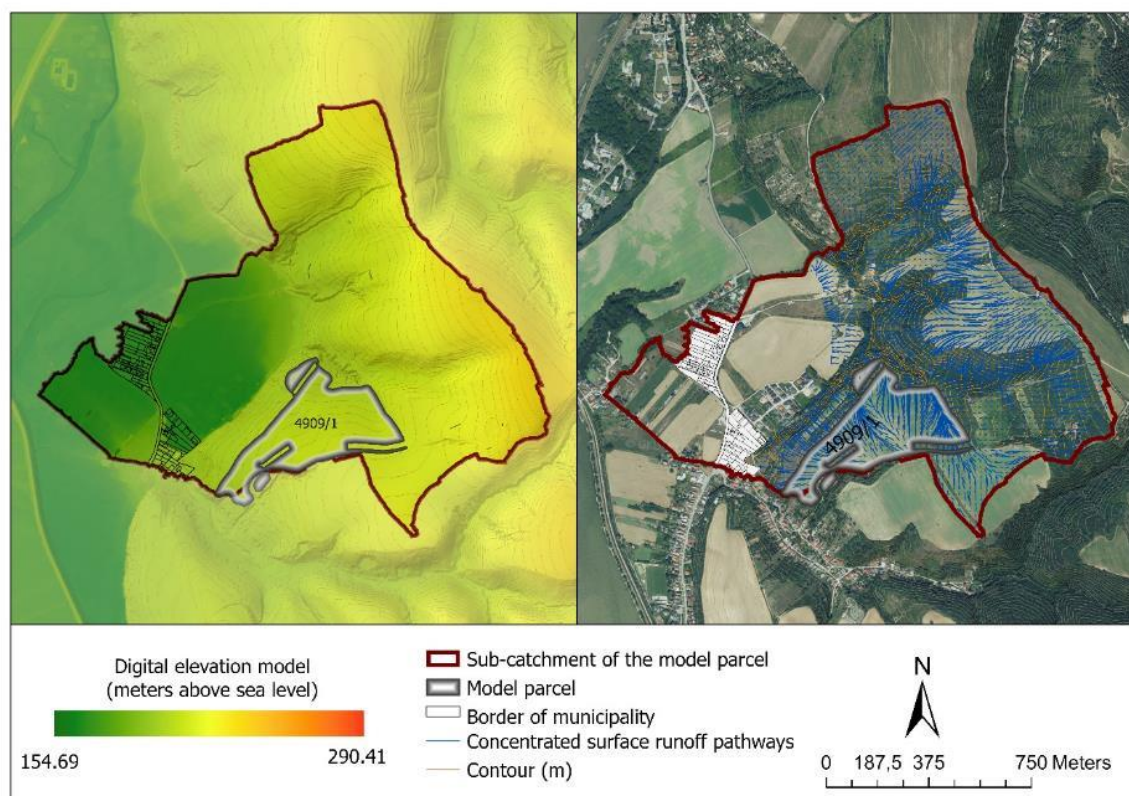 4909/1
4909/1
Digital elevation model
(meters above sea level)
154.69
290.41
Sub-catchment of the model parcel
Model parcel
Border of municipality
Concentrated surface runoff pathways
Contour (m)
N
0 187,5 375 750 Meters